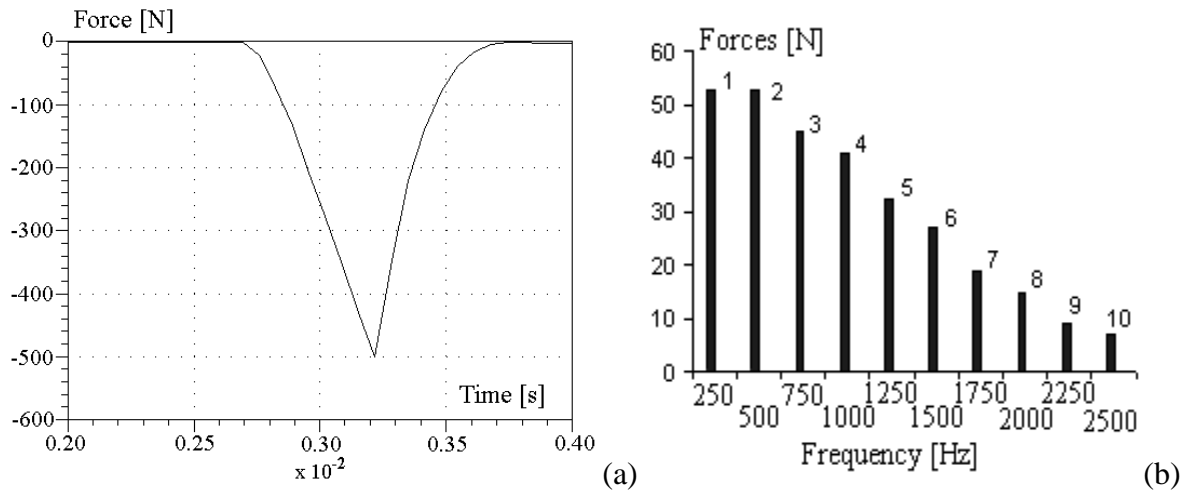 Force [N]
0
-100
-200
-300
-400
-500
-600
Time [s]
0.20 0.25 0.30 0.35 0.40
x 10-2
(a)
Forces [N]
60
50
40
30
20
10
0
1 2 3 4 5 6 7 8 9 10
250 750 1250 1750 2250
500 1000 1500 2000 2500
Frequency [Hz]
(b)